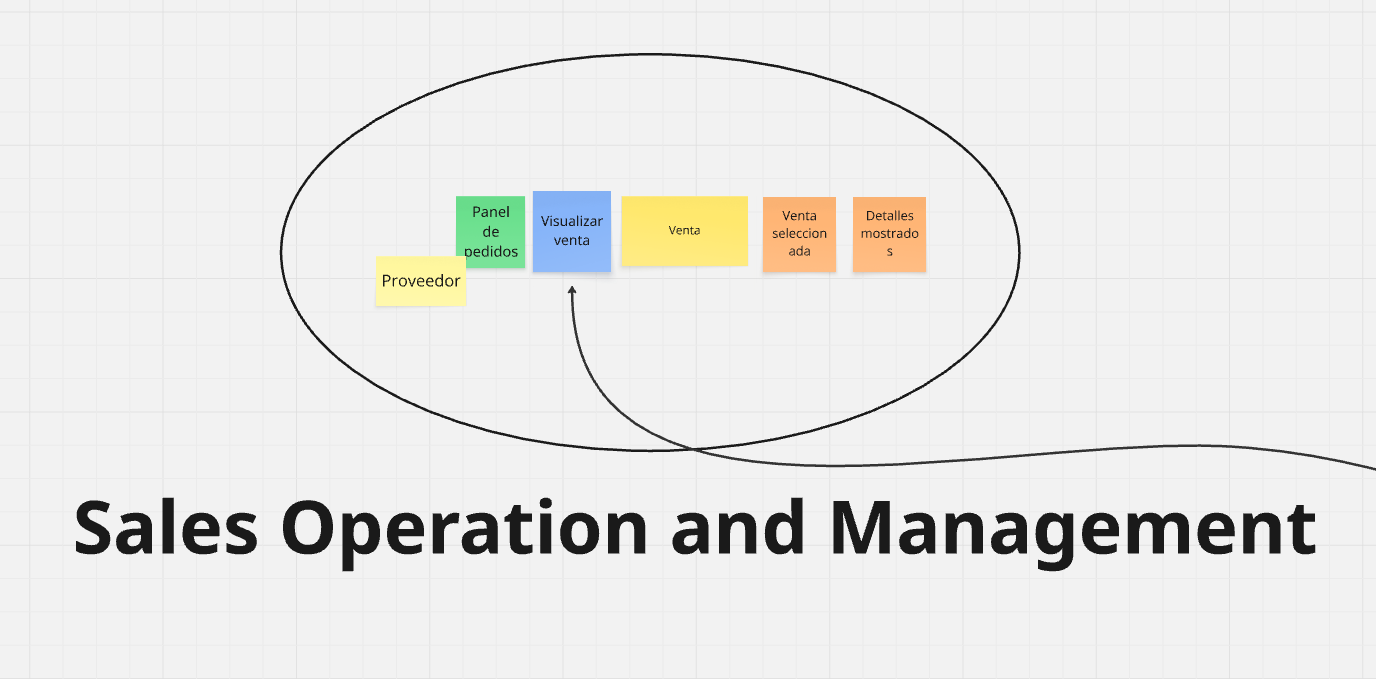 Panel
de
pedidos
Proveedor
Visualizar
venta
Venta
Venta
seleccion
ada
Detalles
mostrado
s
Sales Operation and Management